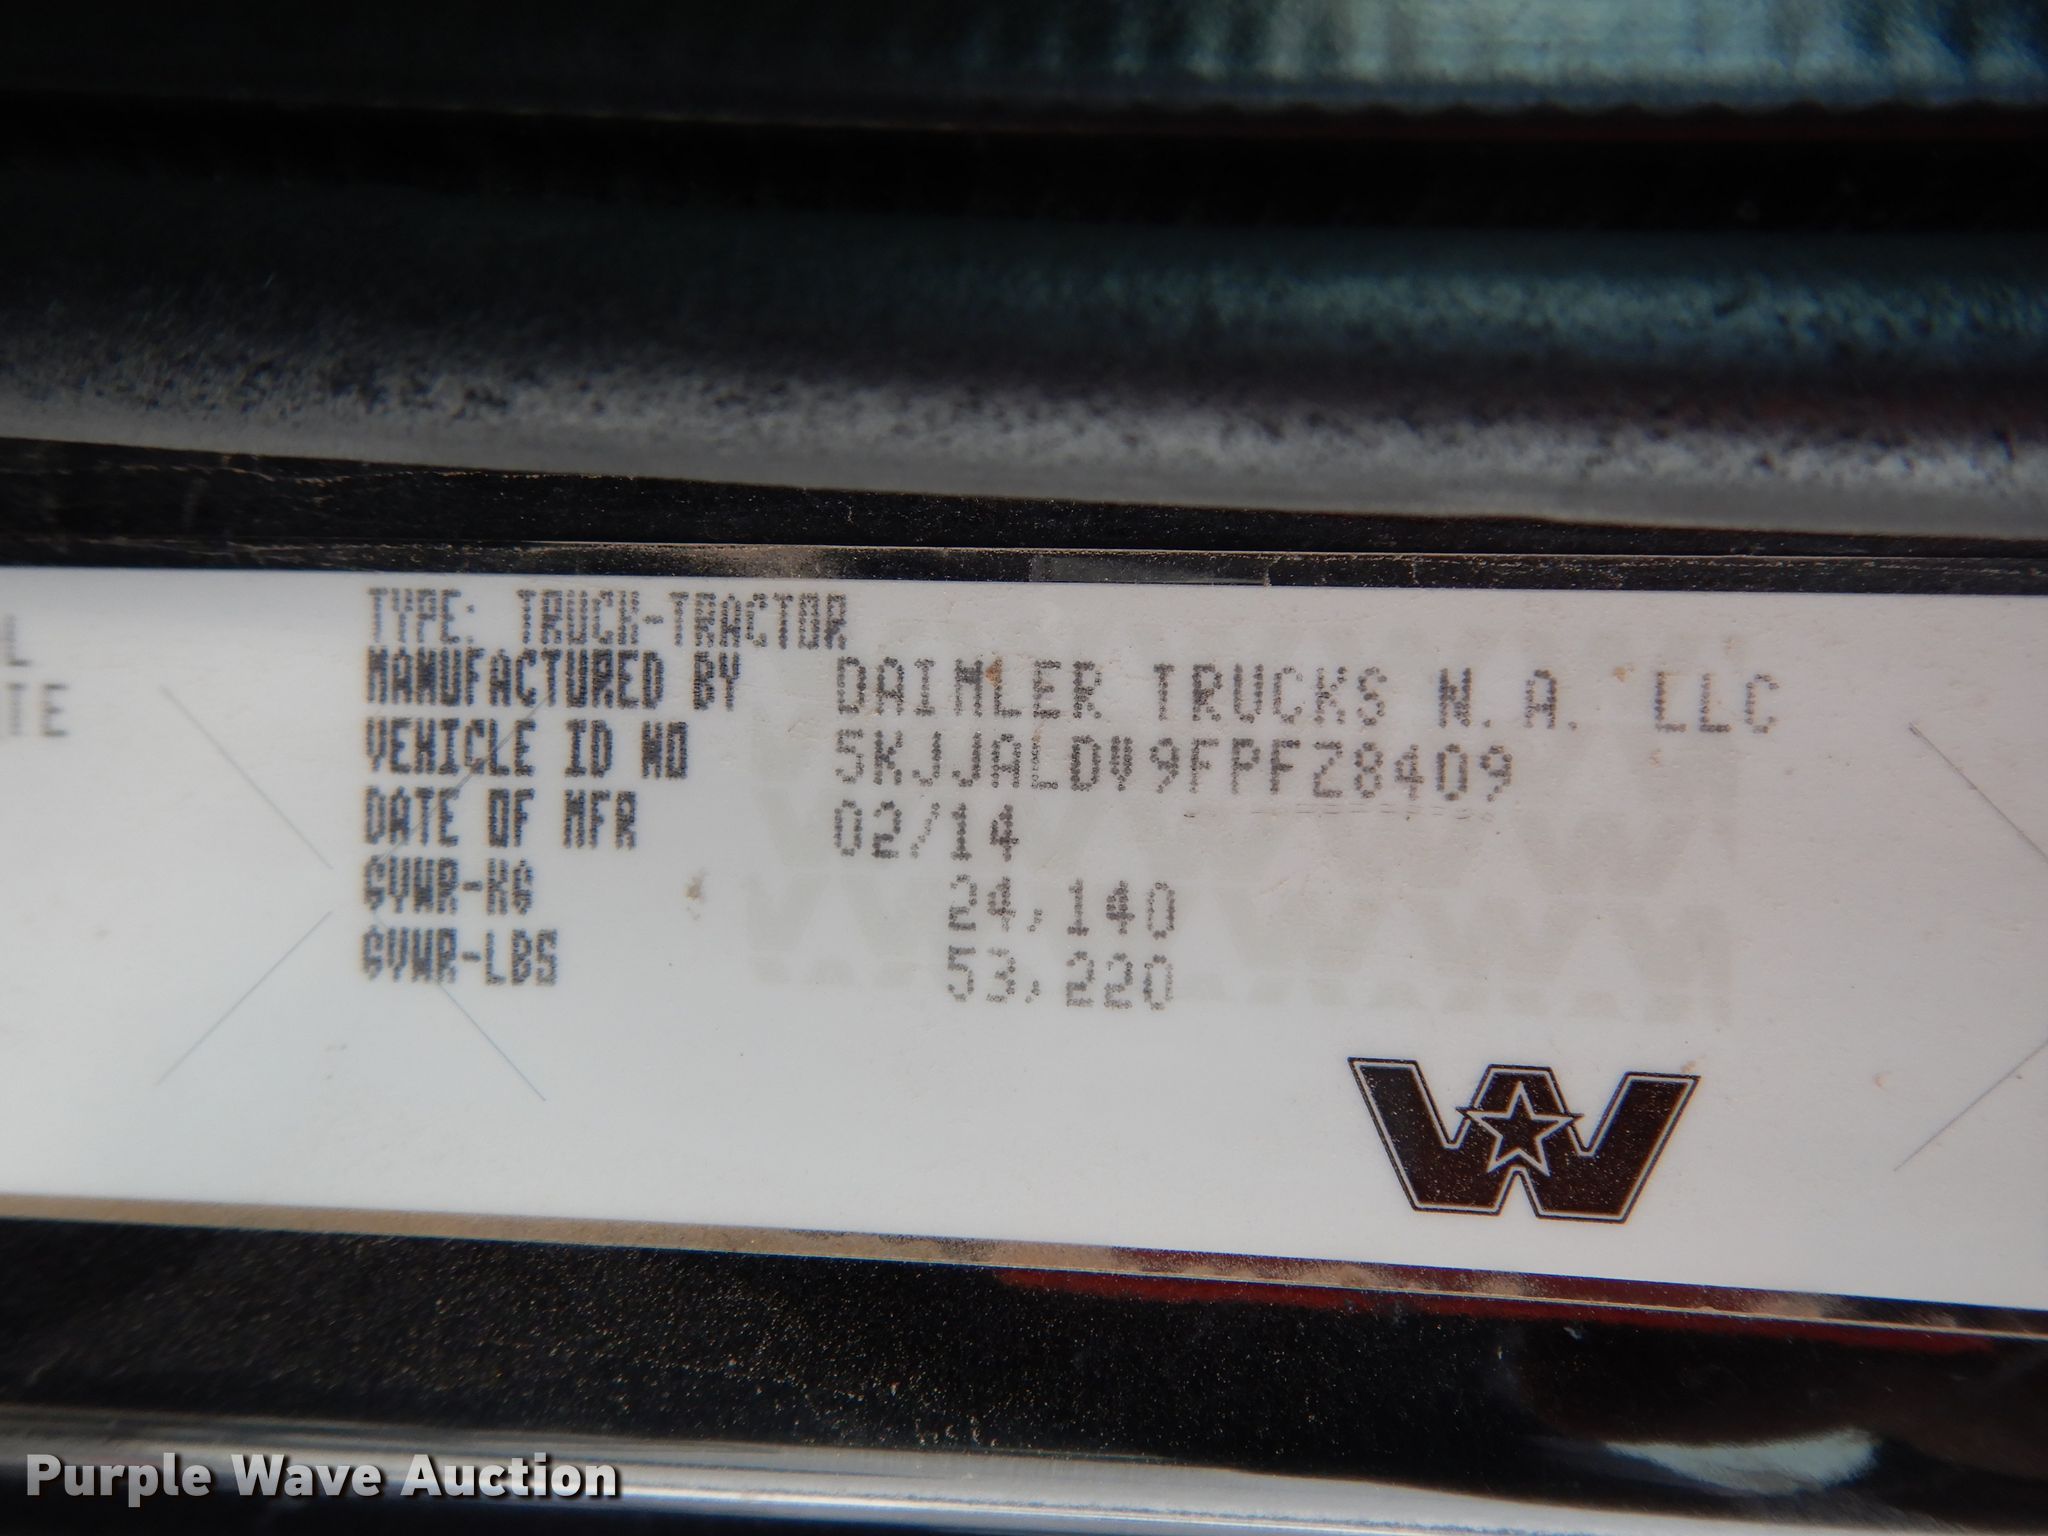 TYPE: TRUCK-TRACTOR
MANUFACTURED BY DAIMLER TRUCKS N.A. LLC
VEHICLE ID NO 5KJJALDV9FPFZ8409
DATE OF MFR 02/14
GVWR-KG 24,140
GVWR-LBS 53,220
W
Purple Wave Auction